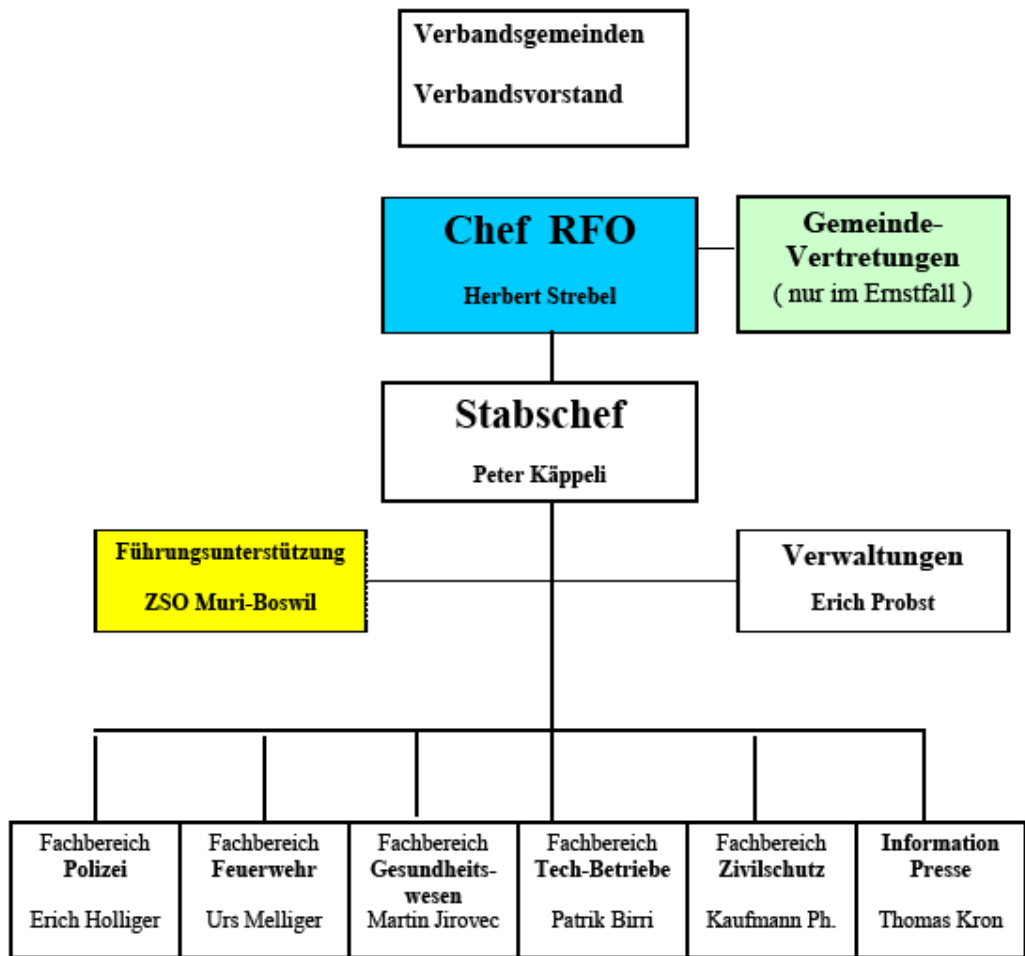 Verbandsgemeinden
Verbandsvorstand
Chef RFO
Herbert Strebel
Gemeinde-
Vertretungen
( nur im Ernstfall )
Stabschef
Peter Käppeli
Führungsunterstützung
ZSO Muri-Boswil
Verwaltungen
Erich Probst
Fachbereich
Polizei
Erich Holliger
Fachbereich
Feuerwehr
Urs Melliger
Fachbereich
Gesundheits-
wesen
Martin Jirovec
Fachbereich
Tech-Betriebe
Patrik Birri
Fachbereich
Zivilschutz
Kaufmann Ph.
Information
Presse
Thomas Kron